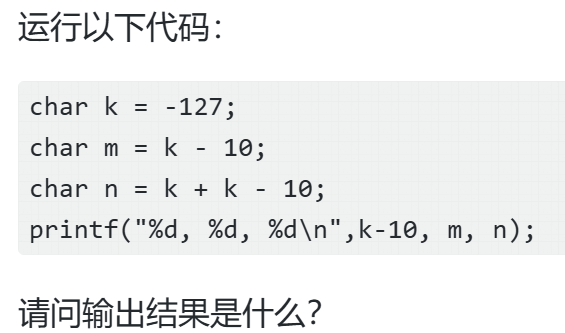 运行以下代码：
char k = -127;
char m = k - 10;
char n = k + k - 10;
printf("%d, %d, %d\n",k-10, m, n);
请问输出结果是什么？